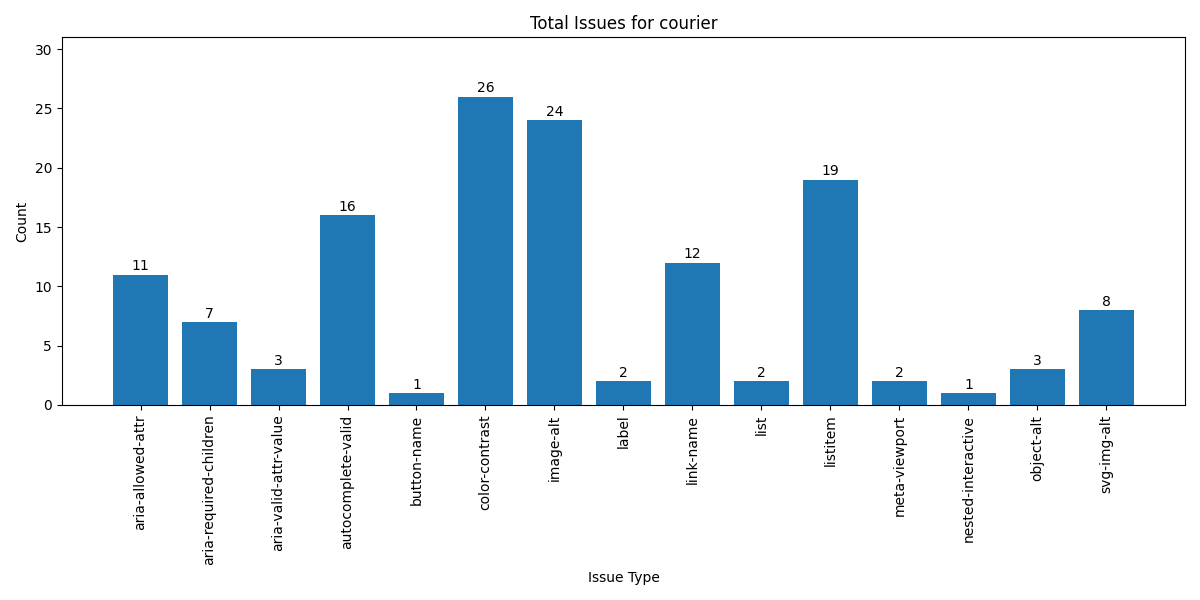 Total Issues for courier
30
25
20
15
10
5
0
Count
11
7
3
16
1
26
24
2
12
2
19
2
1
3
8
aria-allowed-attr
aria-required-children
aria-valid-attr-value
autocomplete-valid
button-name
color-contrast
image-alt
label
link-name
list
listitem
meta-viewport
nested-interactive
object-alt
svg-img-alt
Issue Type